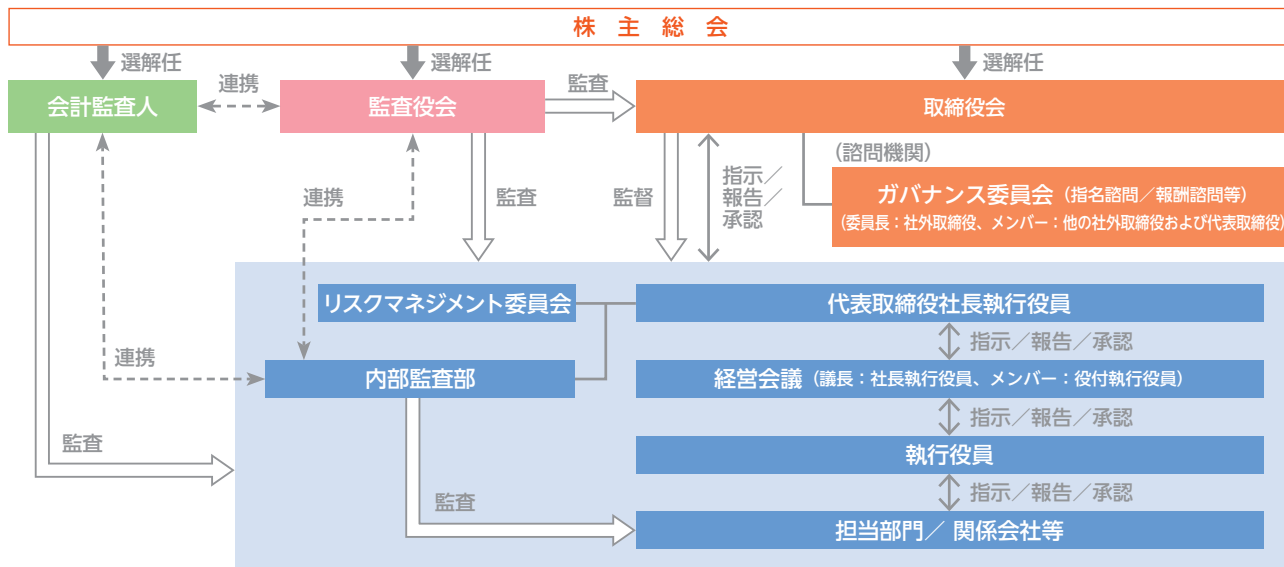 株主総会
選解任
選解任
選解任
会計監査人
連携
監査役会
監査
取締役会
(諮問機関)
ガバナンス委員会(指名諮問／報酬諮問等)
(委員長：社外取締役、メンバー：他の社外取締役および代表取締役)
連携
監査
監督
指示／
報告／
承認
リスクマネジメント委員会
代表取締役社長執行役員
指示／報告／承認
連携
内部監査部
経営会議(議長：社長執行役員、メンバー：役付執行役員)
指示／報告／承認
監査
執行役員
指示／報告／承認
監査
担当部門／ 関係会社等